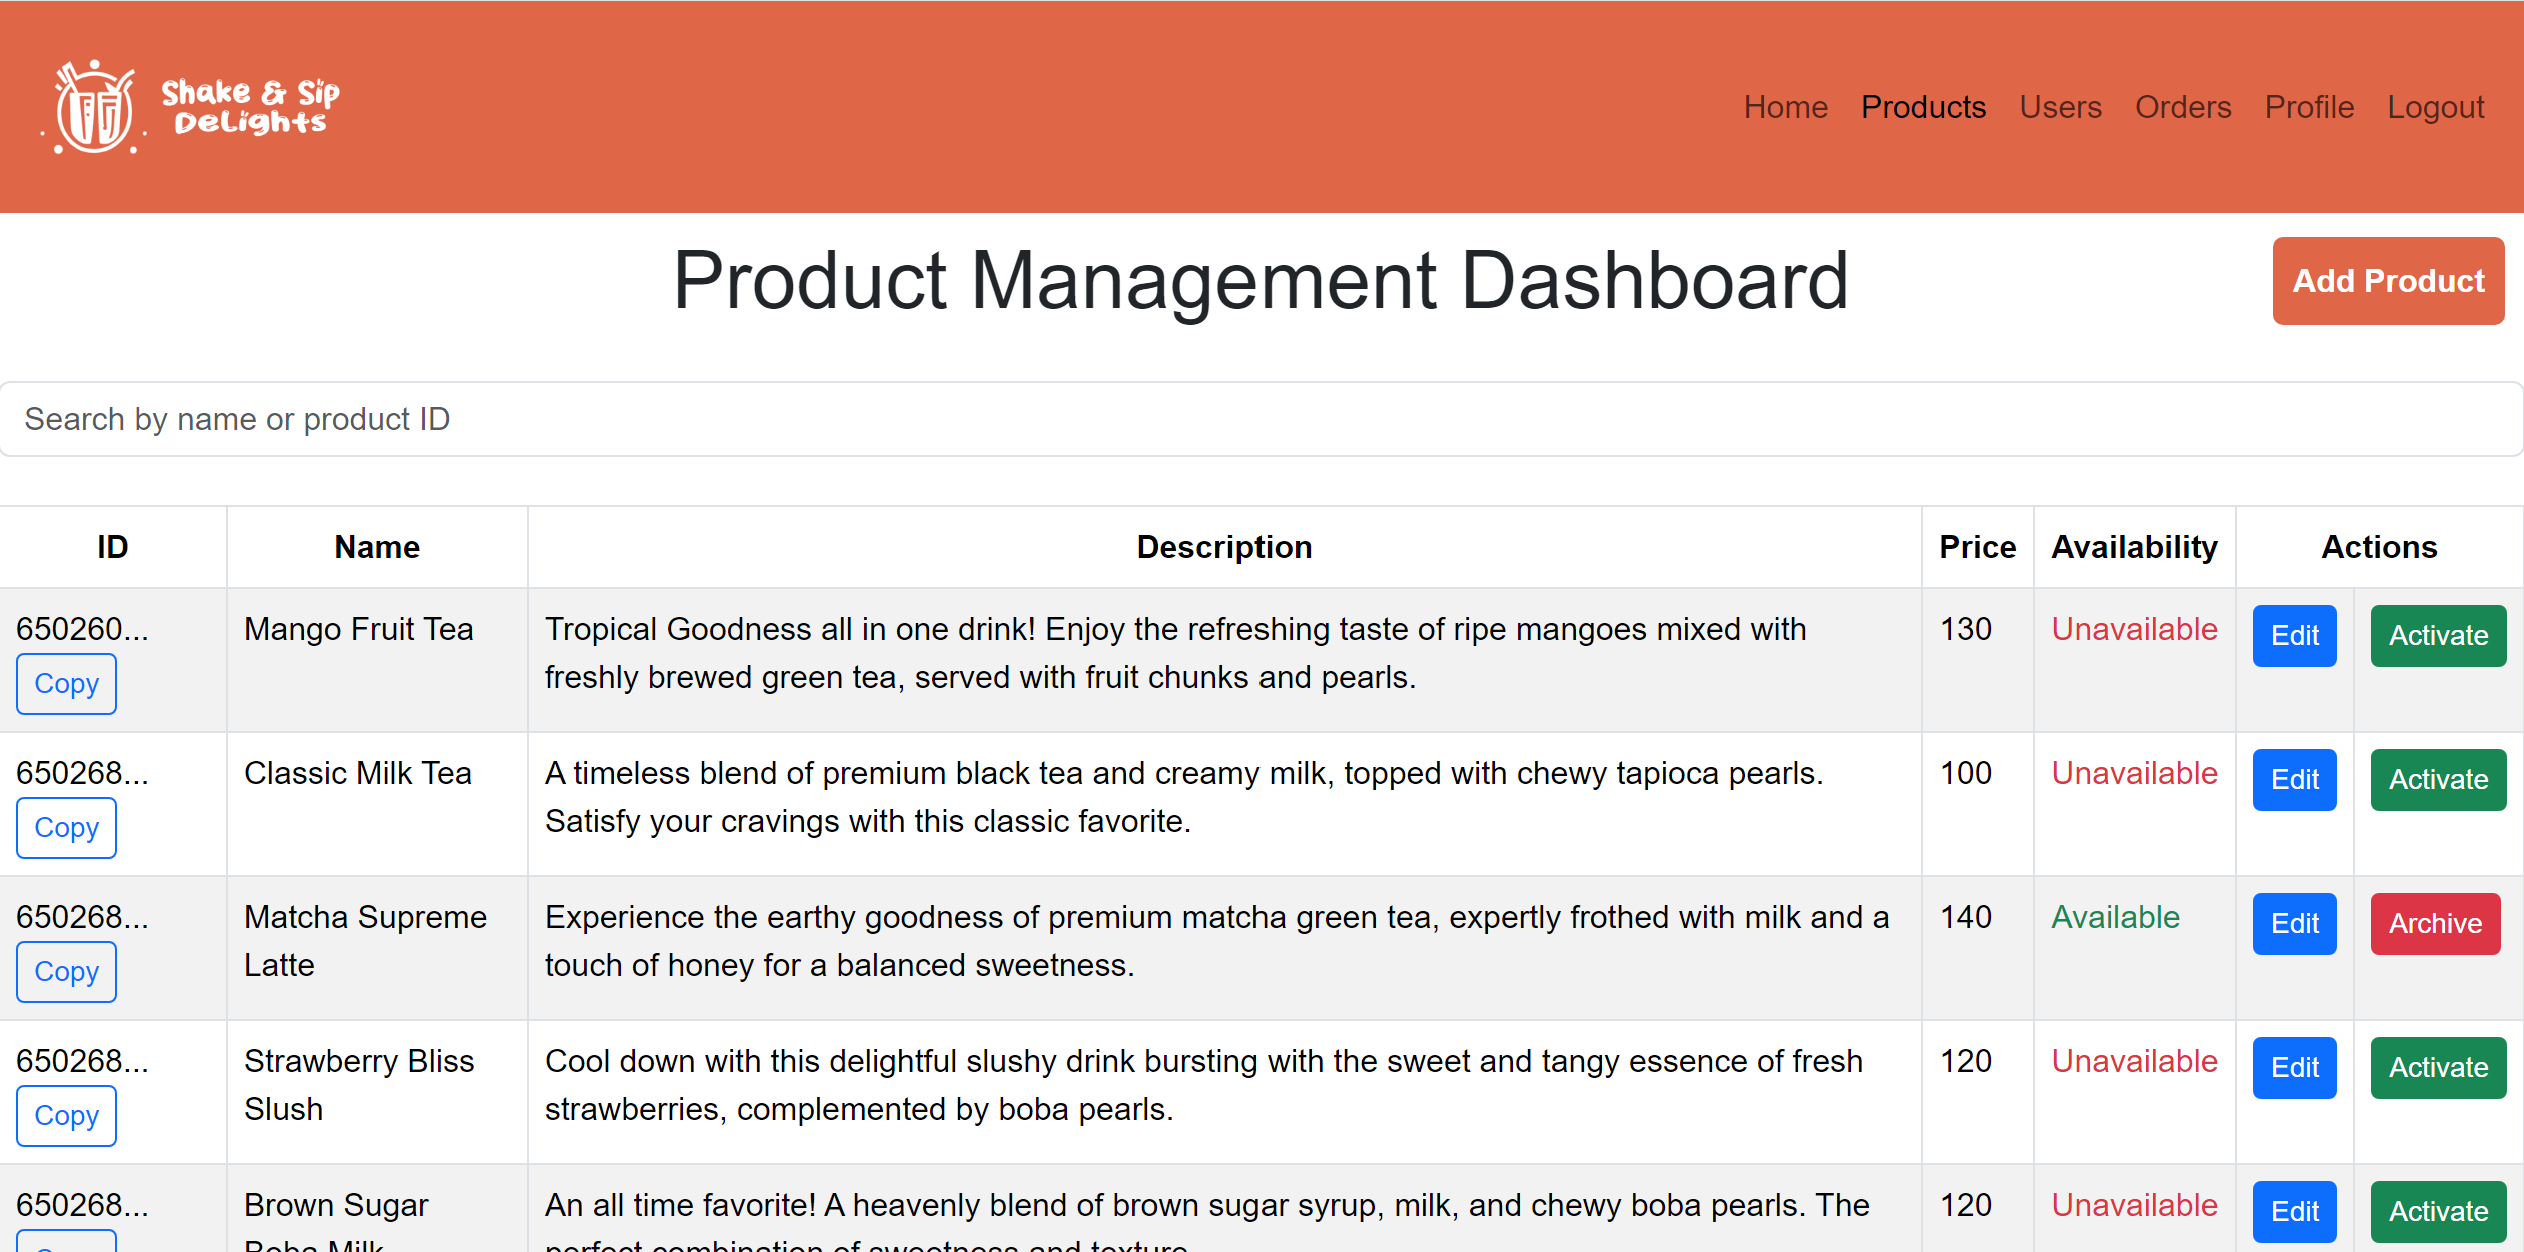 Shake & Sip
DeLights
Home Products Users Orders Profile Logout
Product Management Dashboard
Add Product
Search by name or product ID
ID Name Description Price Availability Actions
650260... Mango Fruit Tea Tropical Goodness all in one drink! Enjoy the refreshing taste of ripe mangoes mixed with 130 Unavailable Edit Activate
freshly brewed green tea, served with fruit chunks and pearls.
Copy
650268... Classic Milk Tea A timeless blend of premium black tea and creamy milk, topped with chewy tapioca pearls. 100 Unavailable Edit Activate
Satisfy your cravings with this classic favorite.
Copy
650268... Matcha Supreme Experience the earthy goodness of premium matcha green tea, expertly frothed with milk and a 140 Available Edit Archive
Copy Latte touch of honey for a balanced sweetness.
650268... Strawberry Bliss Cool down with this delightful slushy drink bursting with the sweet and tangy essence of fresh 120 Unavailable Edit Activate
Copy Slush strawberries, complemented by boba pearls.
650268... Brown Sugar An all time favorite! A heavenly blend of brown sugar syrup, milk, and chewy boba pearls. The 120 Unavailable Edit Activate
Copy Boba Milk perfect combination of sweetness and texture